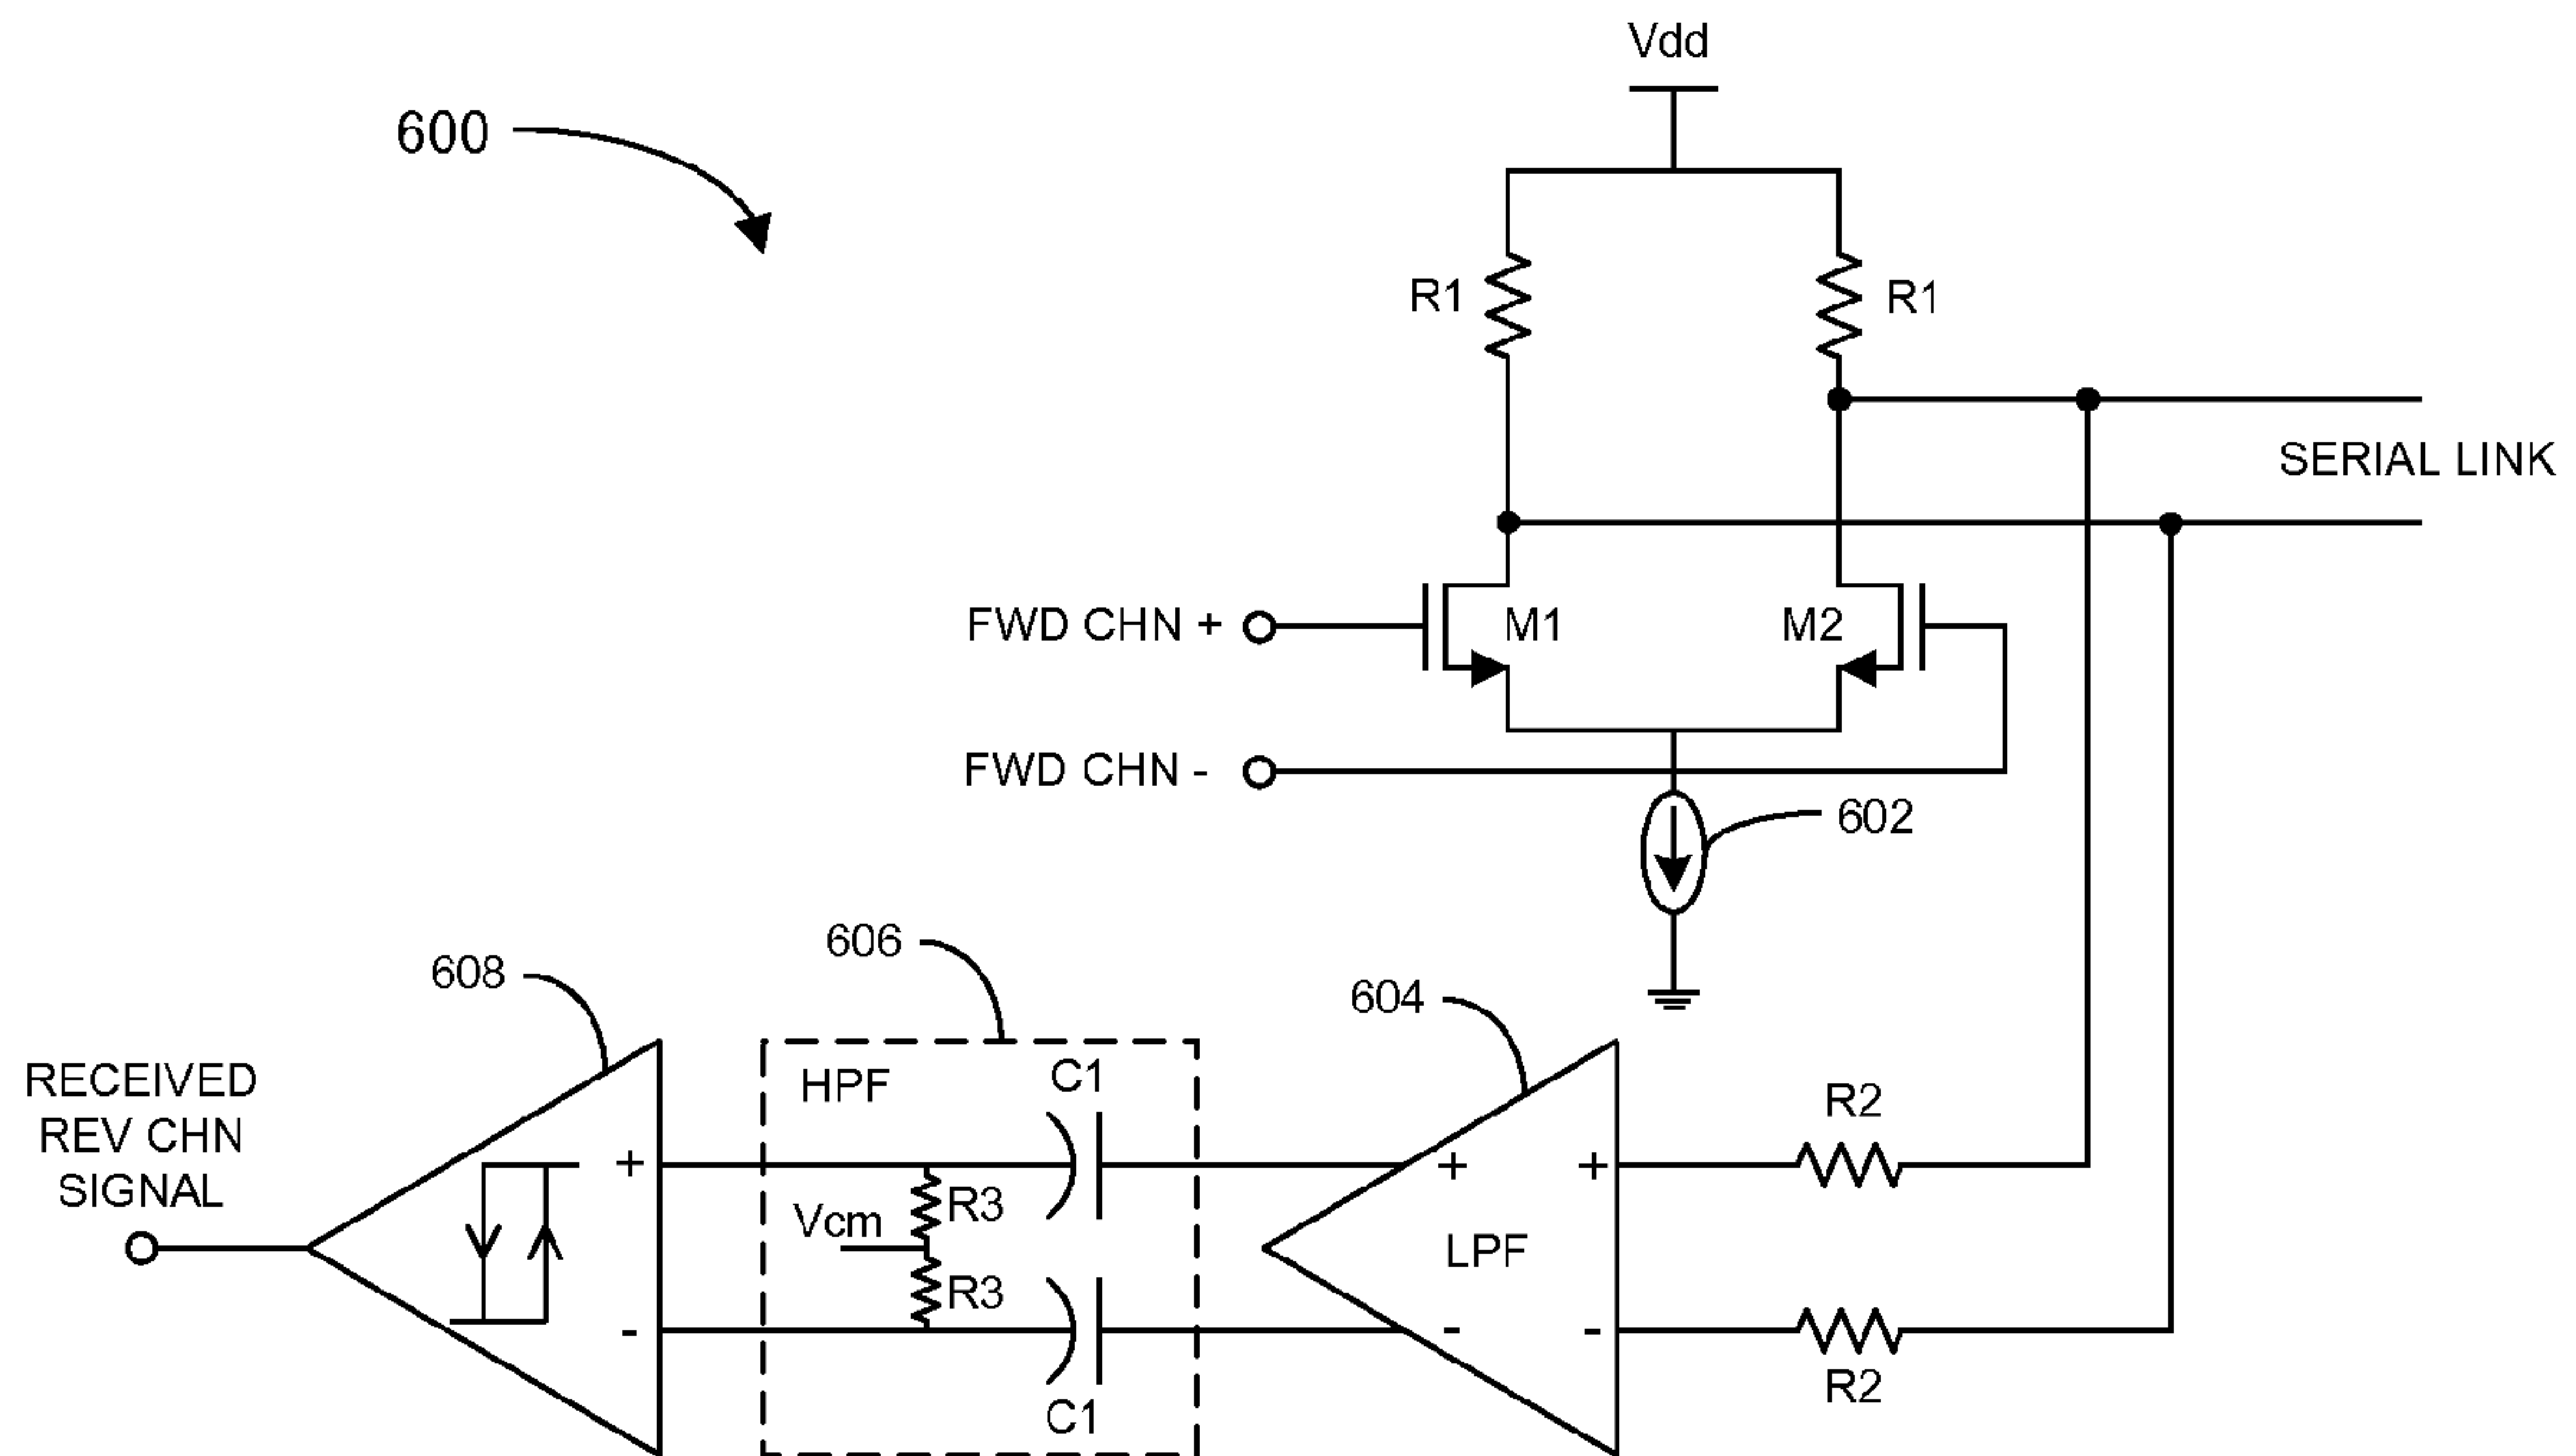 Vdd
600
R1
R1
SERIAL LINK
FWD CHN +
M1
M2
FWD CHN -
602
608
606
604
RECEIVED
REV CHN
SIGNAL
HPF
C1
R2
+
+
+
R3
Vcm
LPF
R3
-
-
-
C1
R2